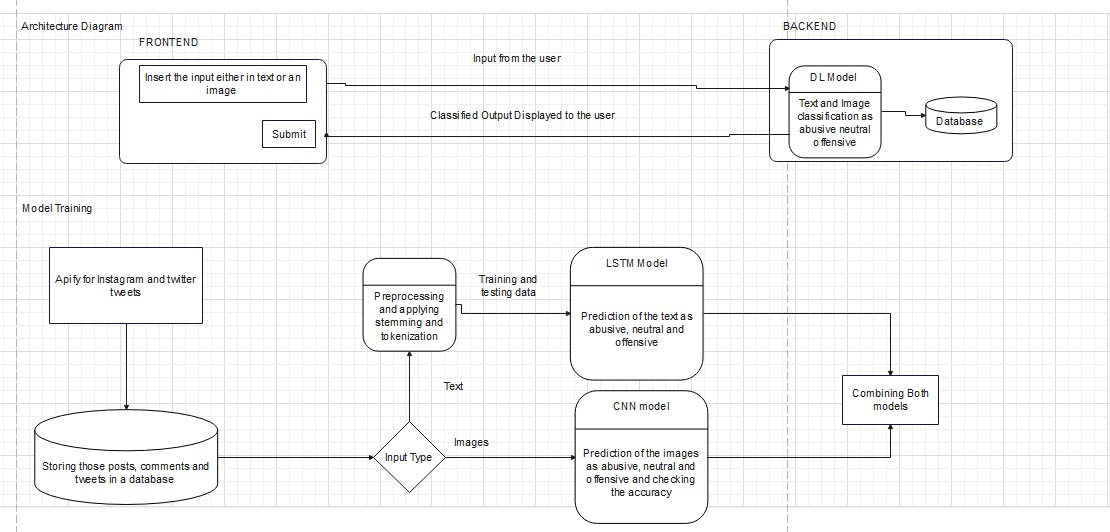 Architecture Diagram
FRONTEND
BACKEND
Insert the input either in text or an
image
Submit
Input from the user
Classified Output Displayed to the user
DL Model
Text and Image
classification as
abusive neutral
offensive
Database
Model Training
Apify for Instagram and twitter
tweets
Storing those posts, comments and
tweets in a database
Input Type
Text
Images
Preprocessing
and applying
stemming and
tokenization
Training and
testing data
LSTM Model
Prediction of the text as
abusive, neutral and
offensive
CNN model
Prediction of the images
as abusive, neutral and
offensive and checking
the accuracy
Combining Both
models